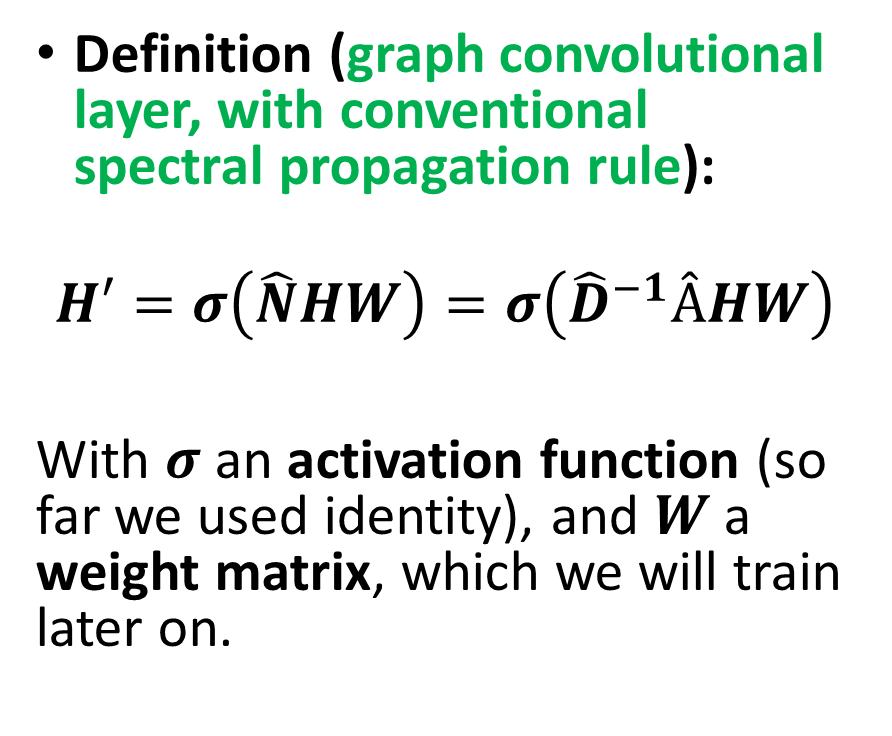 • Definition (graph convolutional
layer, with conventional
spectral propagation rule):
H′ = σ(N̂HW) = σ(D̂⁻¹ÂHW)
With σ an activation function (so
far we used identity), and W a
weight matrix, which we will train
later on.